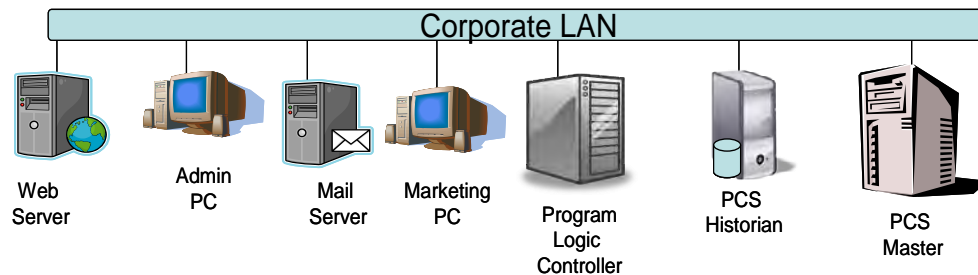 Corporate LAN
Web
Server
Admin
PC
Mail
Server
Marketing
PC
Program
Logic
Controller
PCS
Historian
PCS
Master